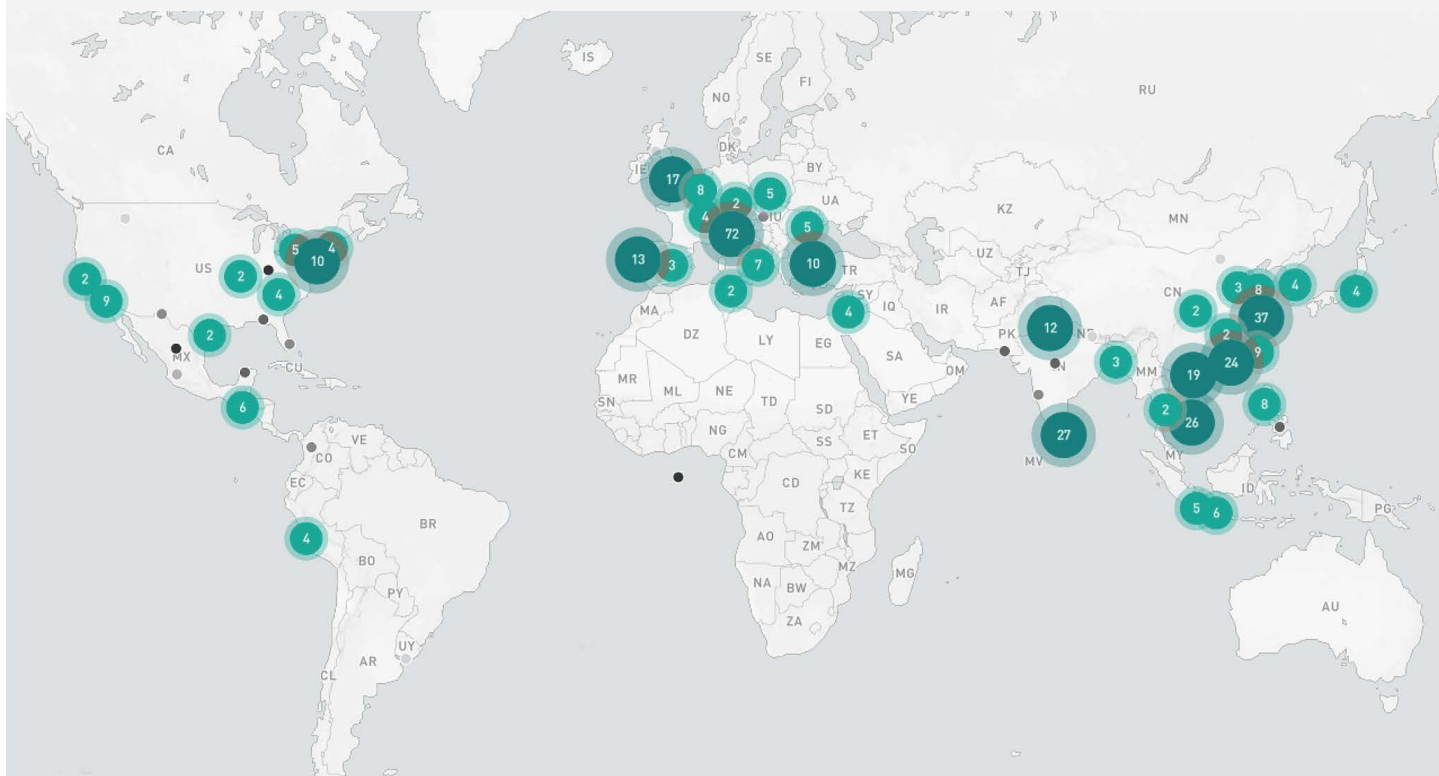 IS
SE
FI
NO
RU
CA
DK
IE
BY
17
8
5
2
UA
KZ
MN
4
5
72
5
4
10
13
3
7
10
TR
UZ
TJ
US
2
2
4
9
2
2
MX
CU
6
MA
DZ
LY
EG
4
SY
IQ
IR
AF
SA
OM
YE
PK
12
NE
CN
3
8
4
4
2
37
2
9
24
19
3
MM
8
2
26
27
MV
MY
MR
ML
NE
TD
SD
SN
NG
SS
ET
SO
CM
CD
KE
TZ
VE
CO
EC
4
BR
BO
PY
UY
AR
CL
AO
ZM
MZ
MG
NA
BW
ZA
ID
5
6
PG
AU